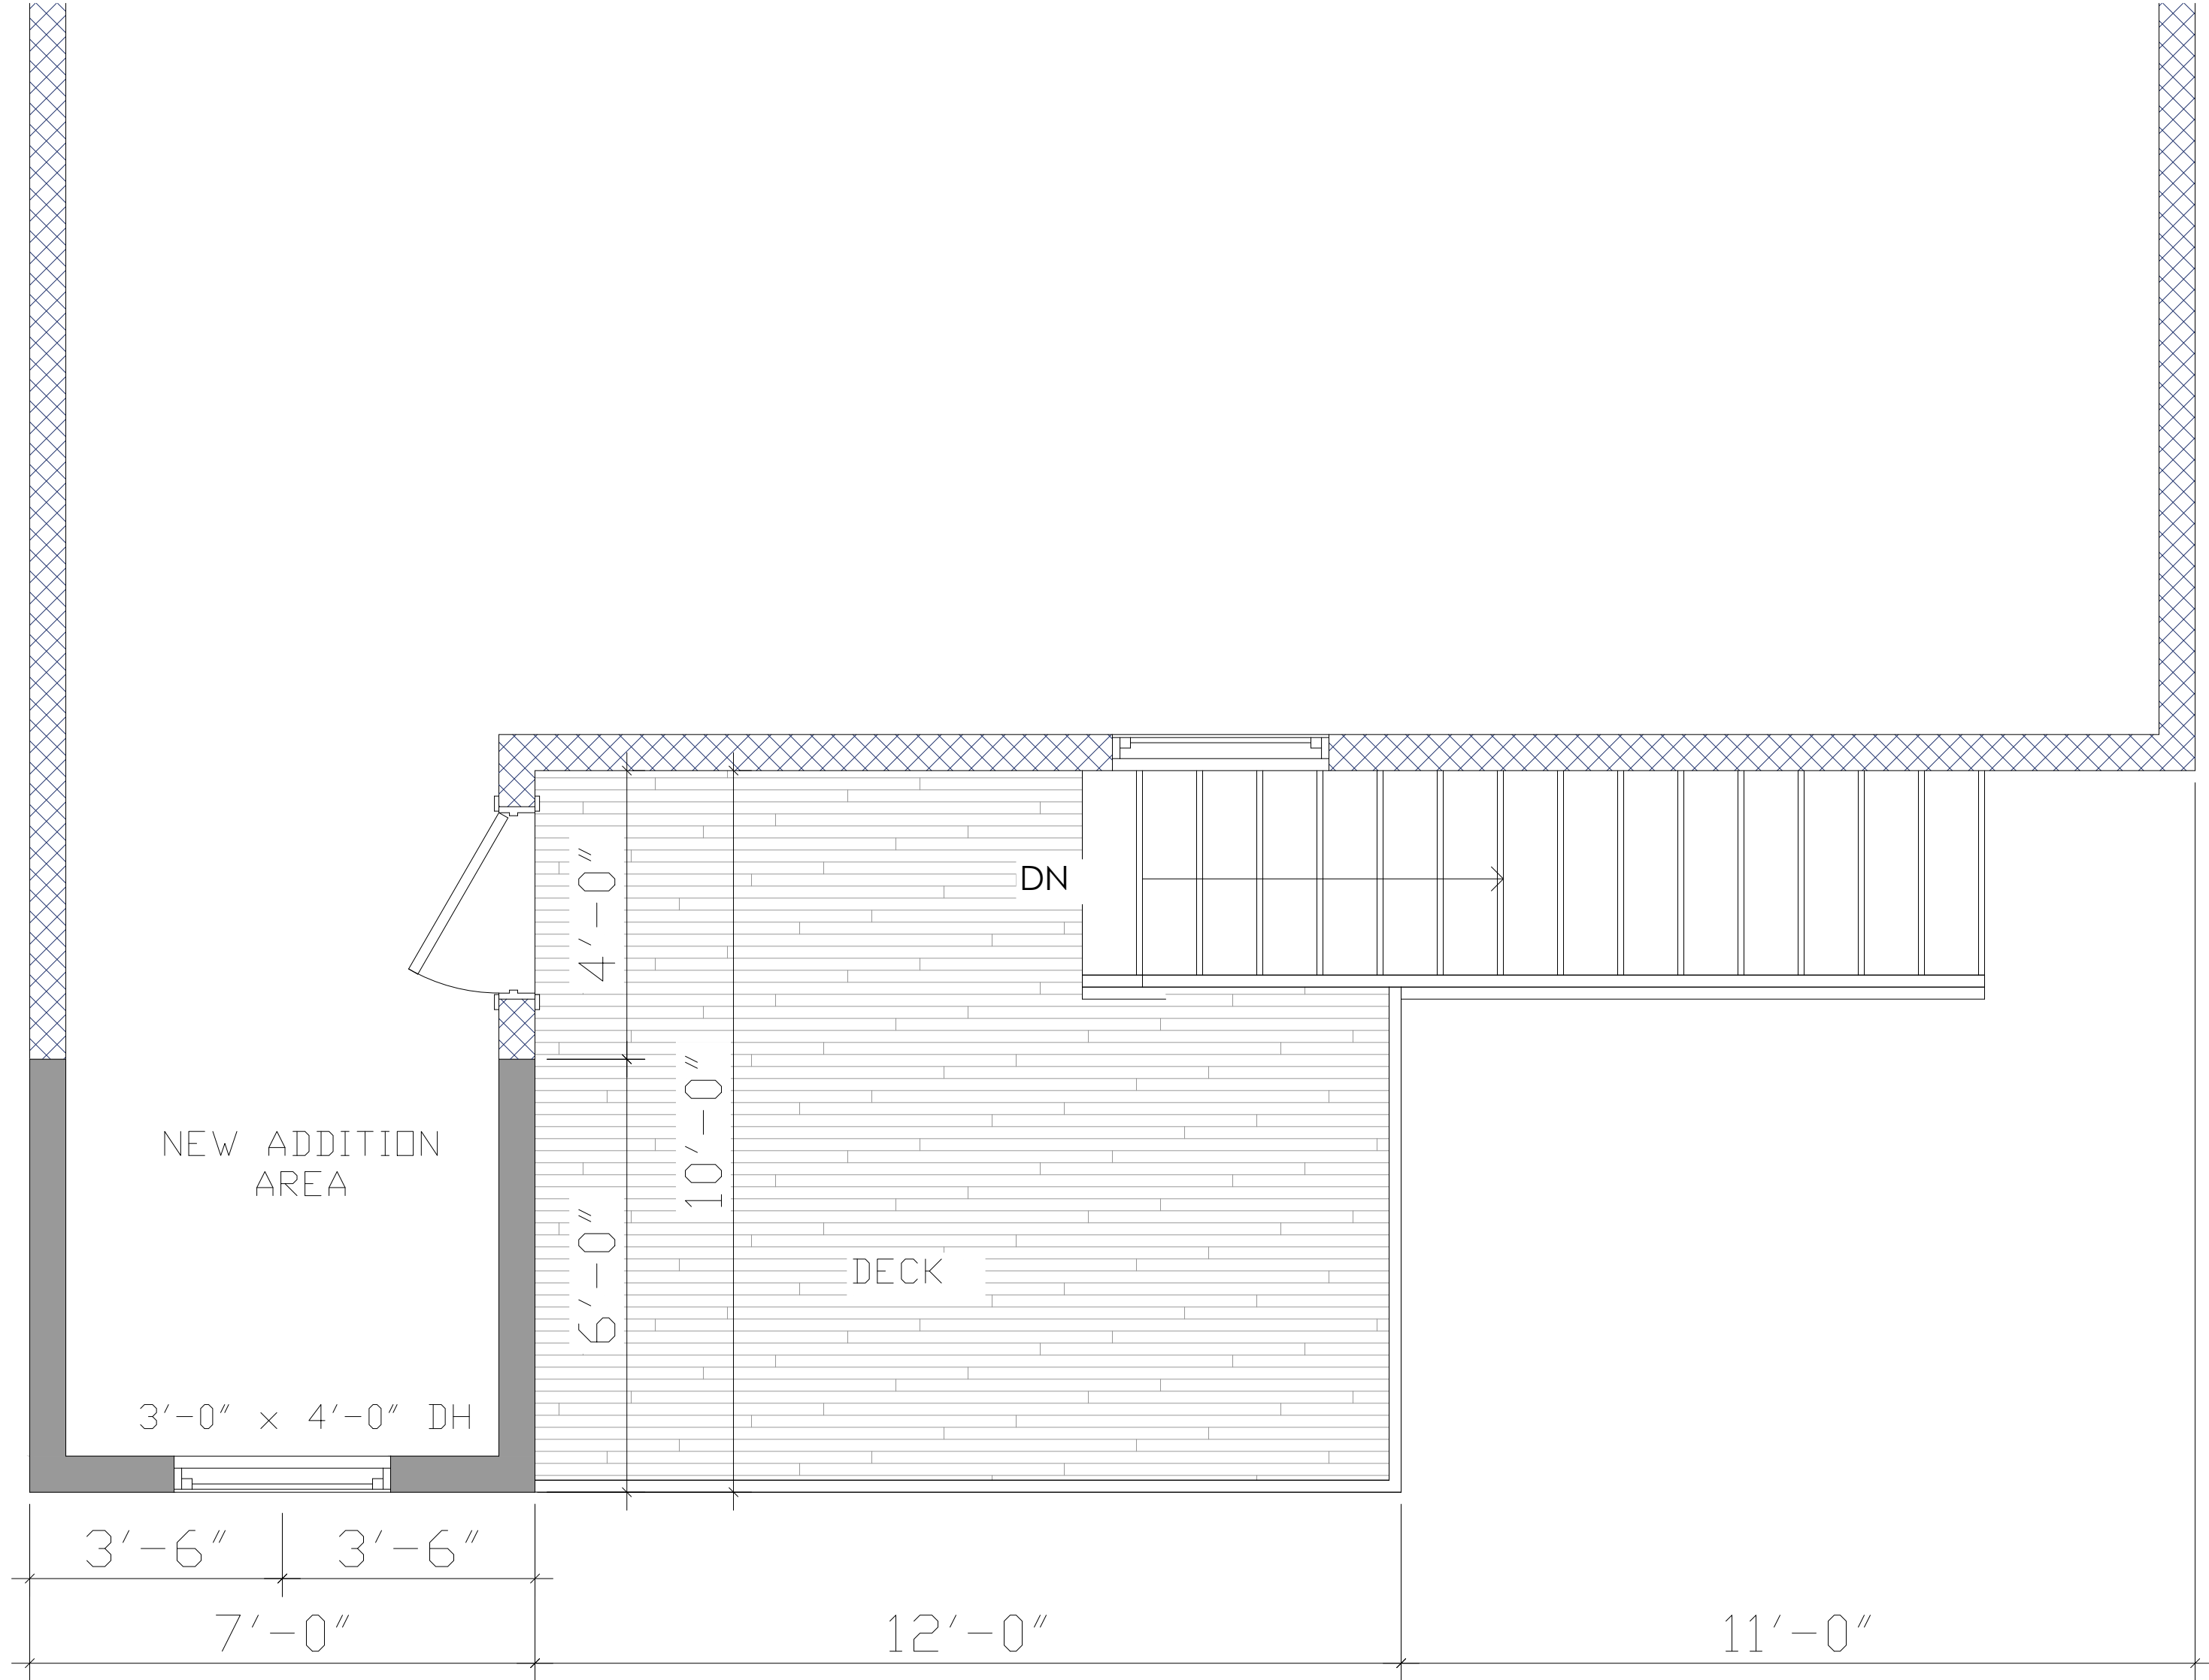 DN
4'-0"
10'-0"
6'-0"
NEW ADDITION
AREA
DECK
3'-0" x 4'-0" DH
3'-6"
3'-6"
7'-0"
12'-0"
11'-0"